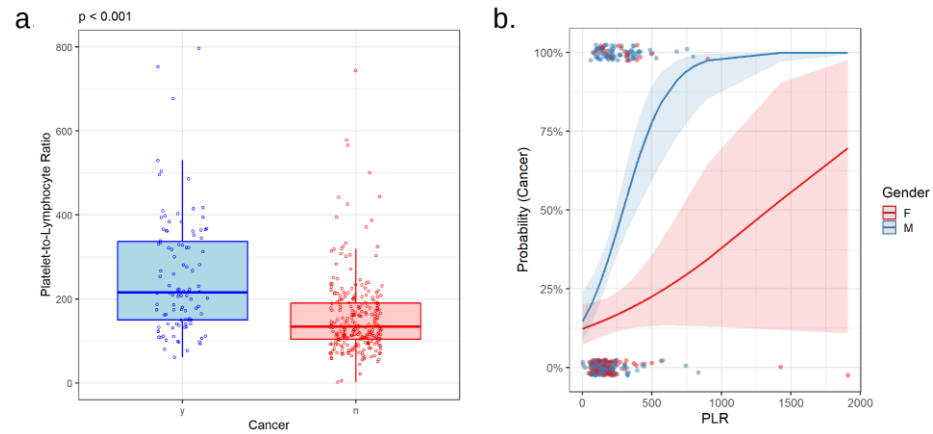 a.
p < 0.001
800
600
400
200
0
Platelet-to-Lymphocyte Ratio
y
n
Cancer
b.
100%
75%
50%
25%
0%
Probability (Cancer)
0
500
1000
1500
2000
PLR
Gender
F
M